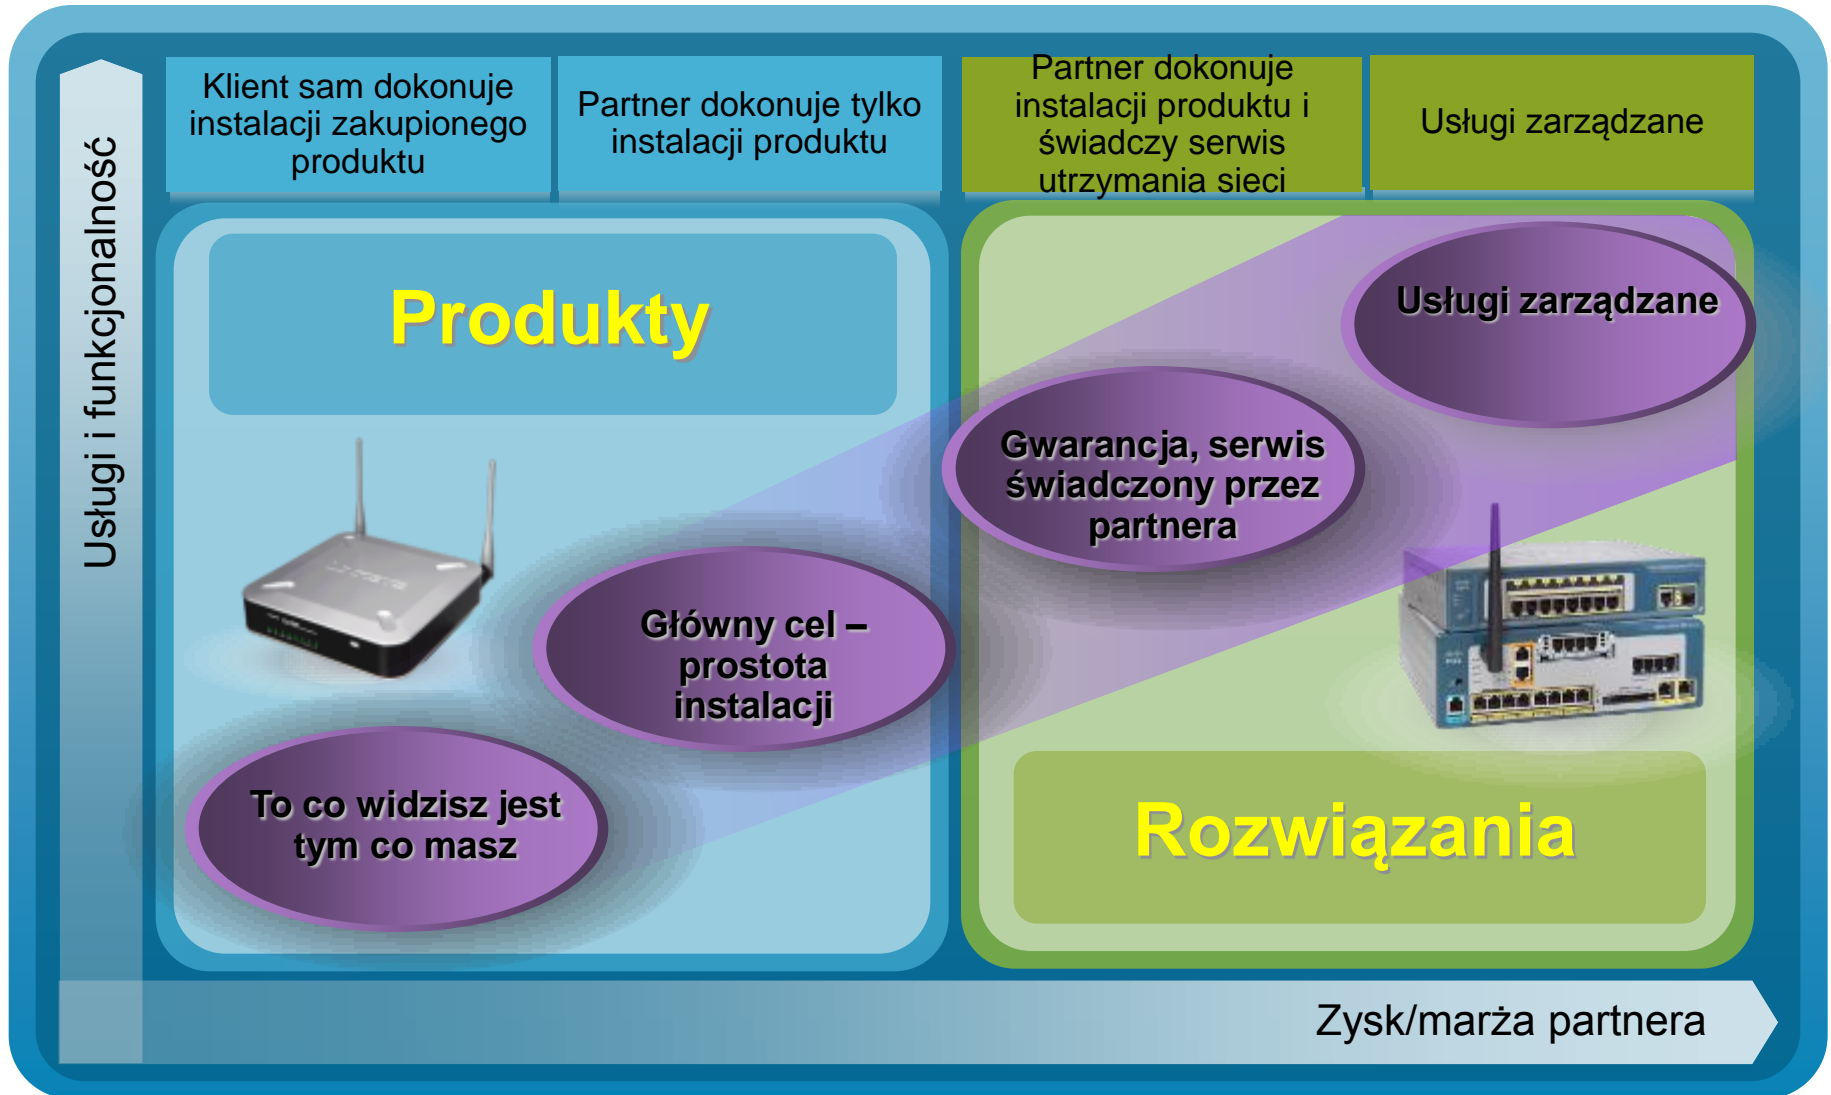 Klient sam dokonuje
instalacji zakupionego
produktu
Partner dokonuje tylko
instalacji produktu
Partner dokonuje
instalacji produktu i
świadczy serwis
utrzymania sieci
Usługi zarządzane
Usługi i funkcjonalność
Produkty
Usługi zarządzane
Gwarancja, serwis
świadczony przez
partnera
Główny cel –
prostota
instalacji
To co widzisz jest
tym co masz
Rozwiązania
Zysk/marża partnera